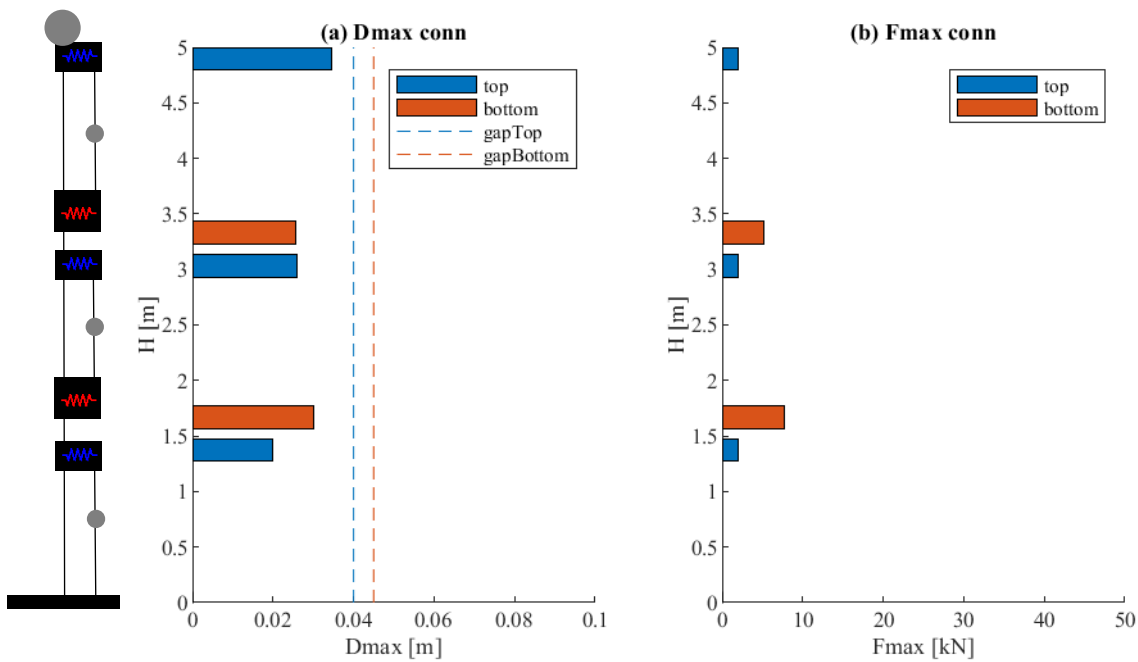 (a) Dmax conn
5
4.5
4
3.5
3
2.5
2
1.5
1
0.5
0
H [m]
top
bottom
gapTop
gapBottom
0 0.02 0.04 0.06 0.08 0.1
Dmax [m]
(b) Fmax conn
5
4.5
4
3.5
3
2.5
2
1.5
1
0.5
0
H [m]
top
bottom
0 10 20 30 40 50
Fmax [kN]